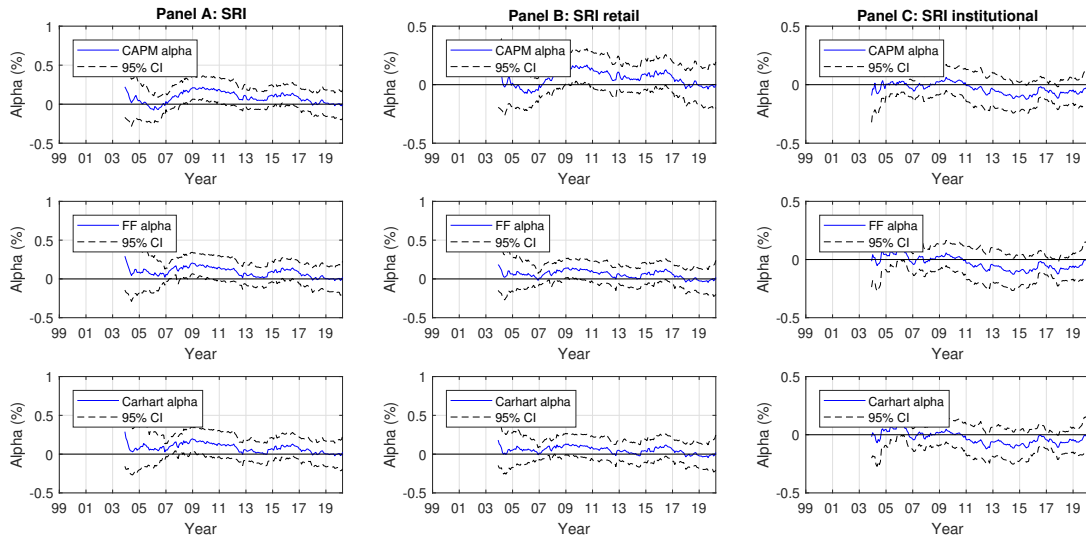 Panel A: SRI
Panel B: SRI retail
Panel C: SRI institutional
1
0.5
0
-0.5
Alpha (%)
CAPM alpha
95% CI
99 01 03 05 07 09 11 13 15 17 19
Year
0.5
0
-0.5
Alpha (%)
CAPM alpha
95% CI
99 01 03 05 07 09 11 13 15 17 19
Year
0.5
0
-0.5
Alpha (%)
CAPM alpha
95% CI
99 01 03 05 07 09 11 13 15 17 19
Year
1
0.5
0
-0.5
Alpha (%)
FF alpha
95% CI
99 01 03 05 07 09 11 13 15 17 19
Year
1
0.5
0
-0.5
Alpha (%)
FF alpha
95% CI
99 01 03 05 07 09 11 13 15 17 19
Year
0.5
0
-0.5
Alpha (%)
FF alpha
95% CI
99 01 03 05 07 09 11 13 15 17 19
Year
1
0.5
0
-0.5
Alpha (%)
Carhart alpha
95% CI
99 01 03 05 07 09 11 13 15 17 19
Year
1
0.5
0
-0.5
Alpha (%)
Carhart alpha
95% CI
99 01 03 05 07 09 11 13 15 17 19
Year
0.5
0
-0.5
Alpha (%)
Carhart alpha
95% CI
99 01 03 05 07 09 11 13 15 17 19
Year